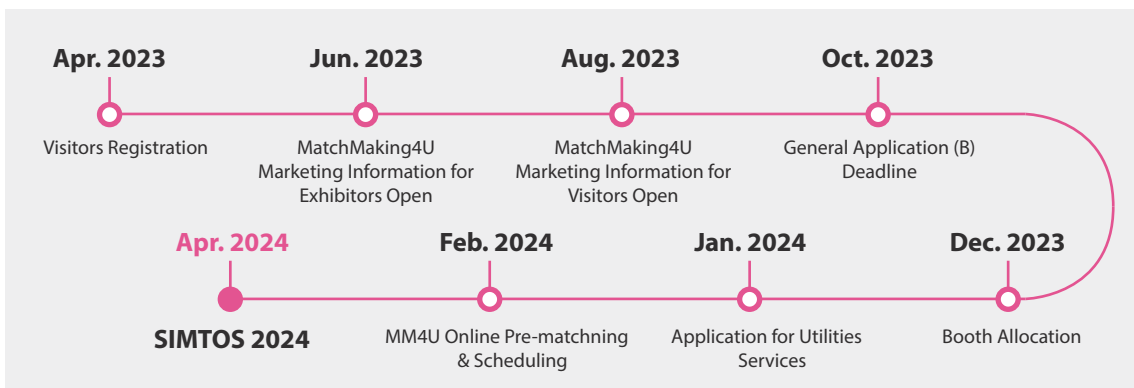 Apr. 2023
Jun. 2023
Aug. 2023
Oct. 2023
Visitors Registration
MatchMaking4U
Marketing Information for
Exhibitors Open
MatchMaking4U
Marketing Information for
Visitors Open
General Application (B)
Deadline
Dec. 2023
Jan. 2024
Feb. 2024
Apr. 2024
Booth Allocation
Application for Utilities
Services
MM4U Online Pre-matchning
& Scheduling
SIMTOS 2024